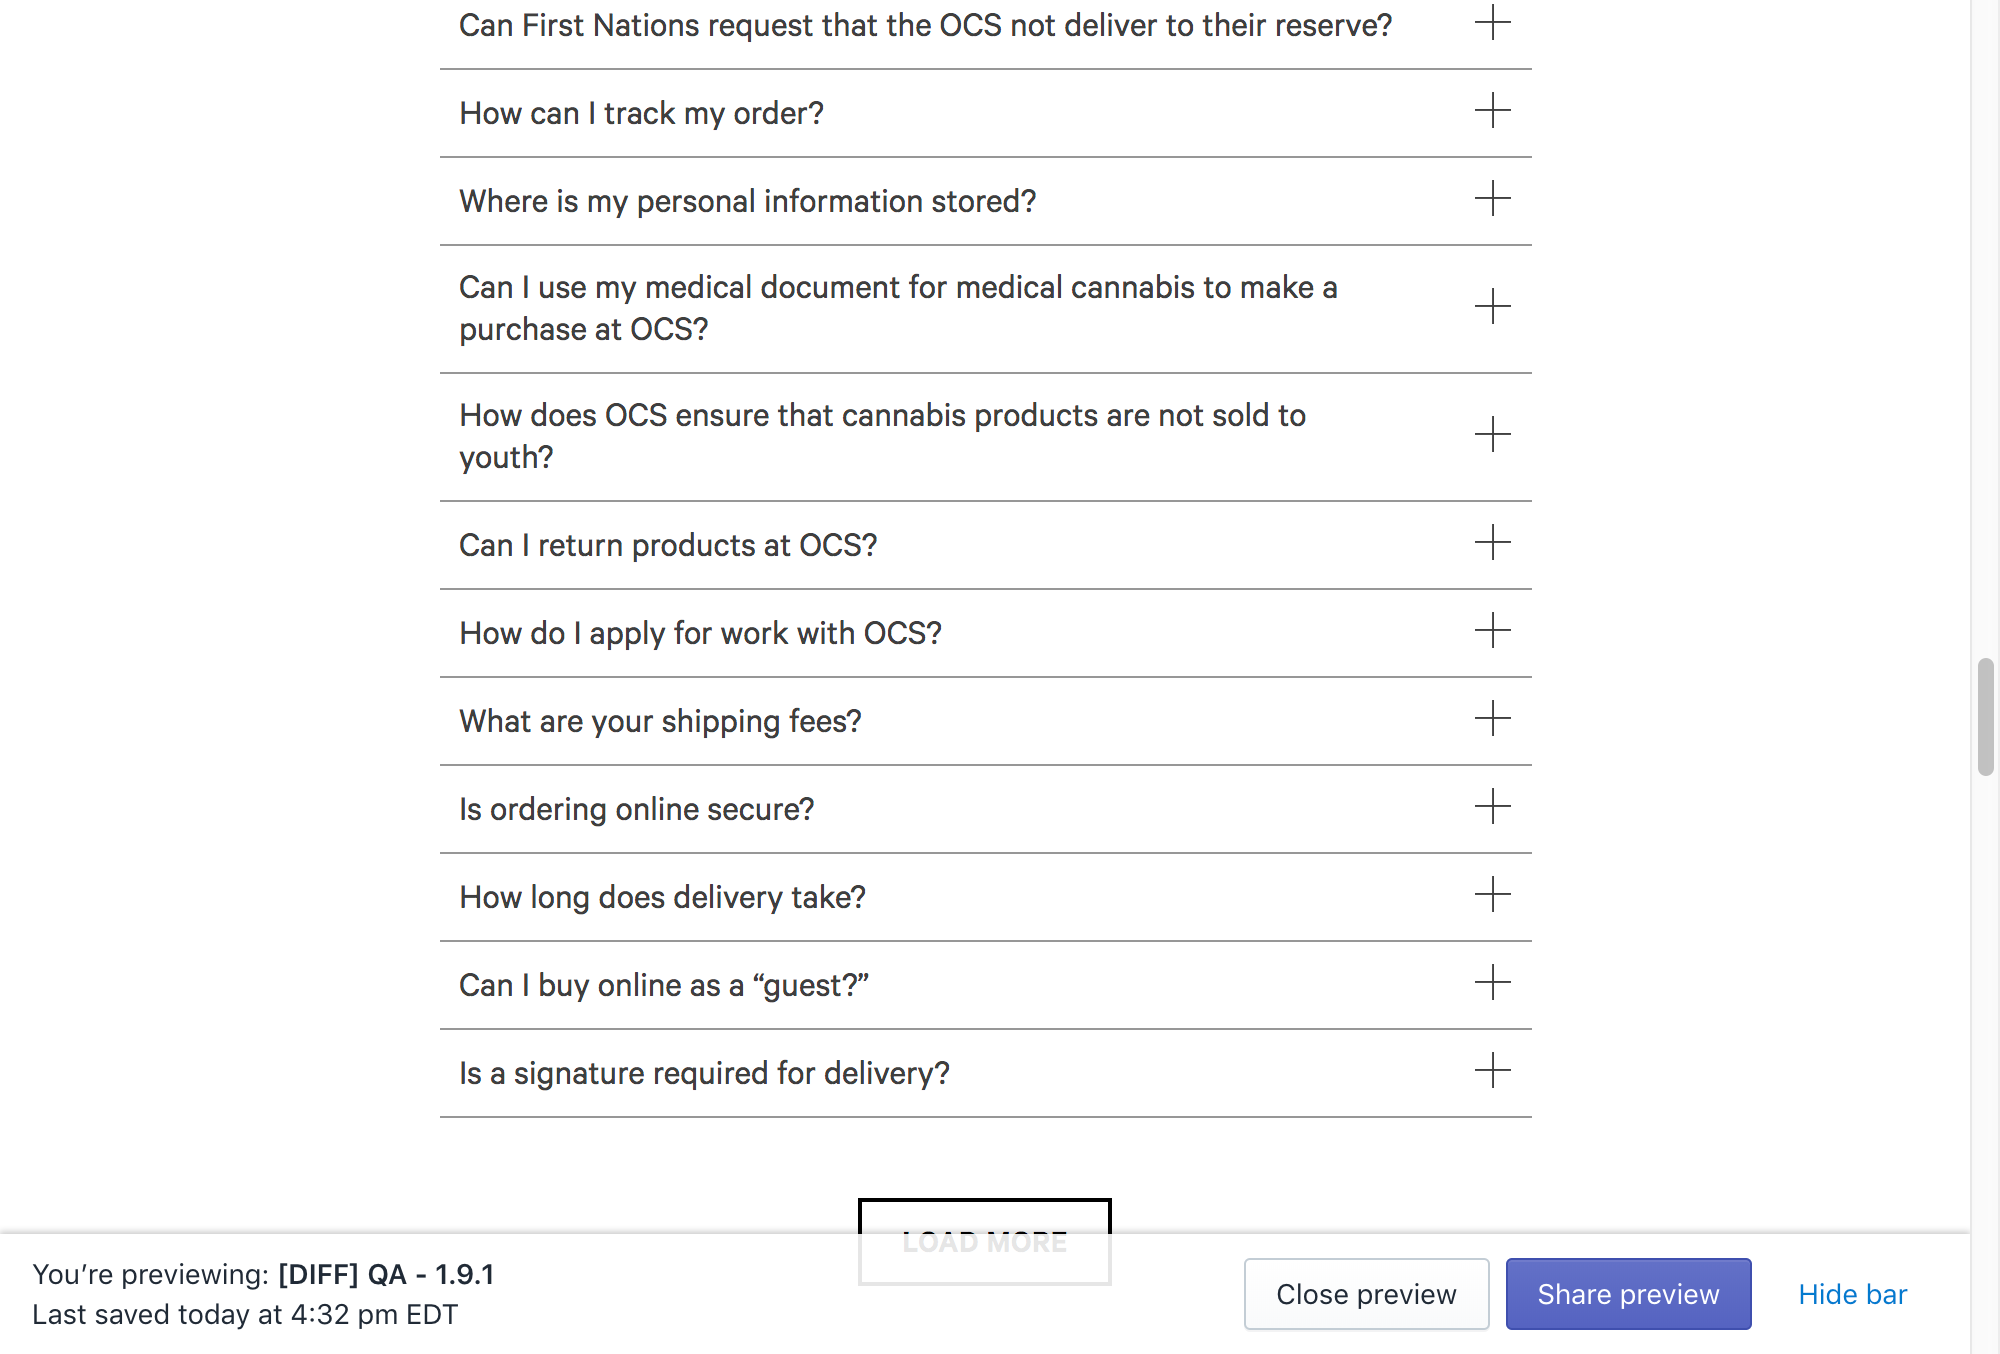 Can First Nations request that the OCS not deliver to their reserve?
How can I track my order?
Where is my personal information stored?
Can I use my medical document for medical cannabis to make a
purchase at OCS?
How does OCS ensure that cannabis products are not sold to
youth?
Can I return products at OCS?
How do I apply for work with OCS?
What are your shipping fees?
Is ordering online secure?
How long does delivery take?
Can I buy online as a “guest?”
Is a signature required for delivery?
LOAD MORE
You’re previewing: [DIFF] QA - 1.9.1
Last saved today at 4:32 pm EDT
Close preview
Share preview
Hide bar